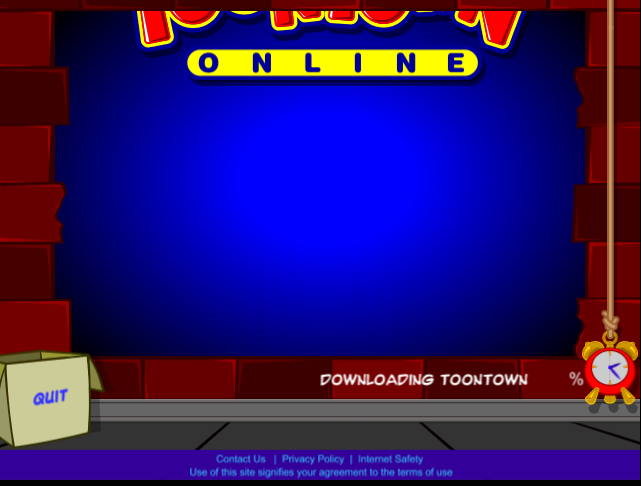 TOONTOWN
ONLINE
DOWNLOADING TOONTOWN %
QUIT
Contact Us | Privacy Policy | Internet Safety
Use of this site signifies your agreement to the terms of use